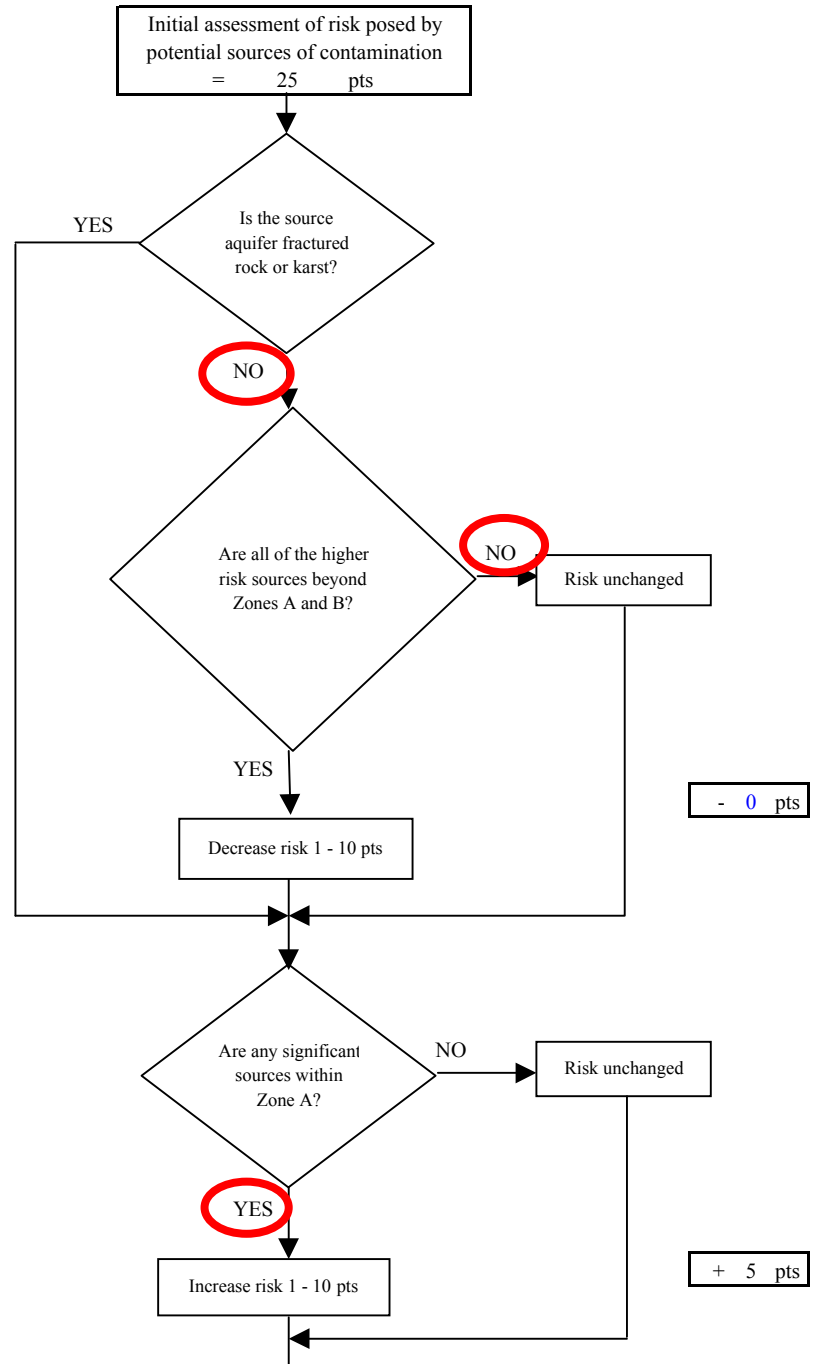 Initial assessment of risk posed by
potential sources of contamination
= 25 pts
YES
Is the source
aquifer fractured
rock or karst?
NO
Are all of the higher
risk sources beyond
Zones A and B?
NO
Risk unchanged
YES
- 0 pts
Decrease risk 1 - 10 pts
Are any significant
sources within
Zone A?
NO
Risk unchanged
YES
+ 5 pts
Increase risk 1 - 10 pts